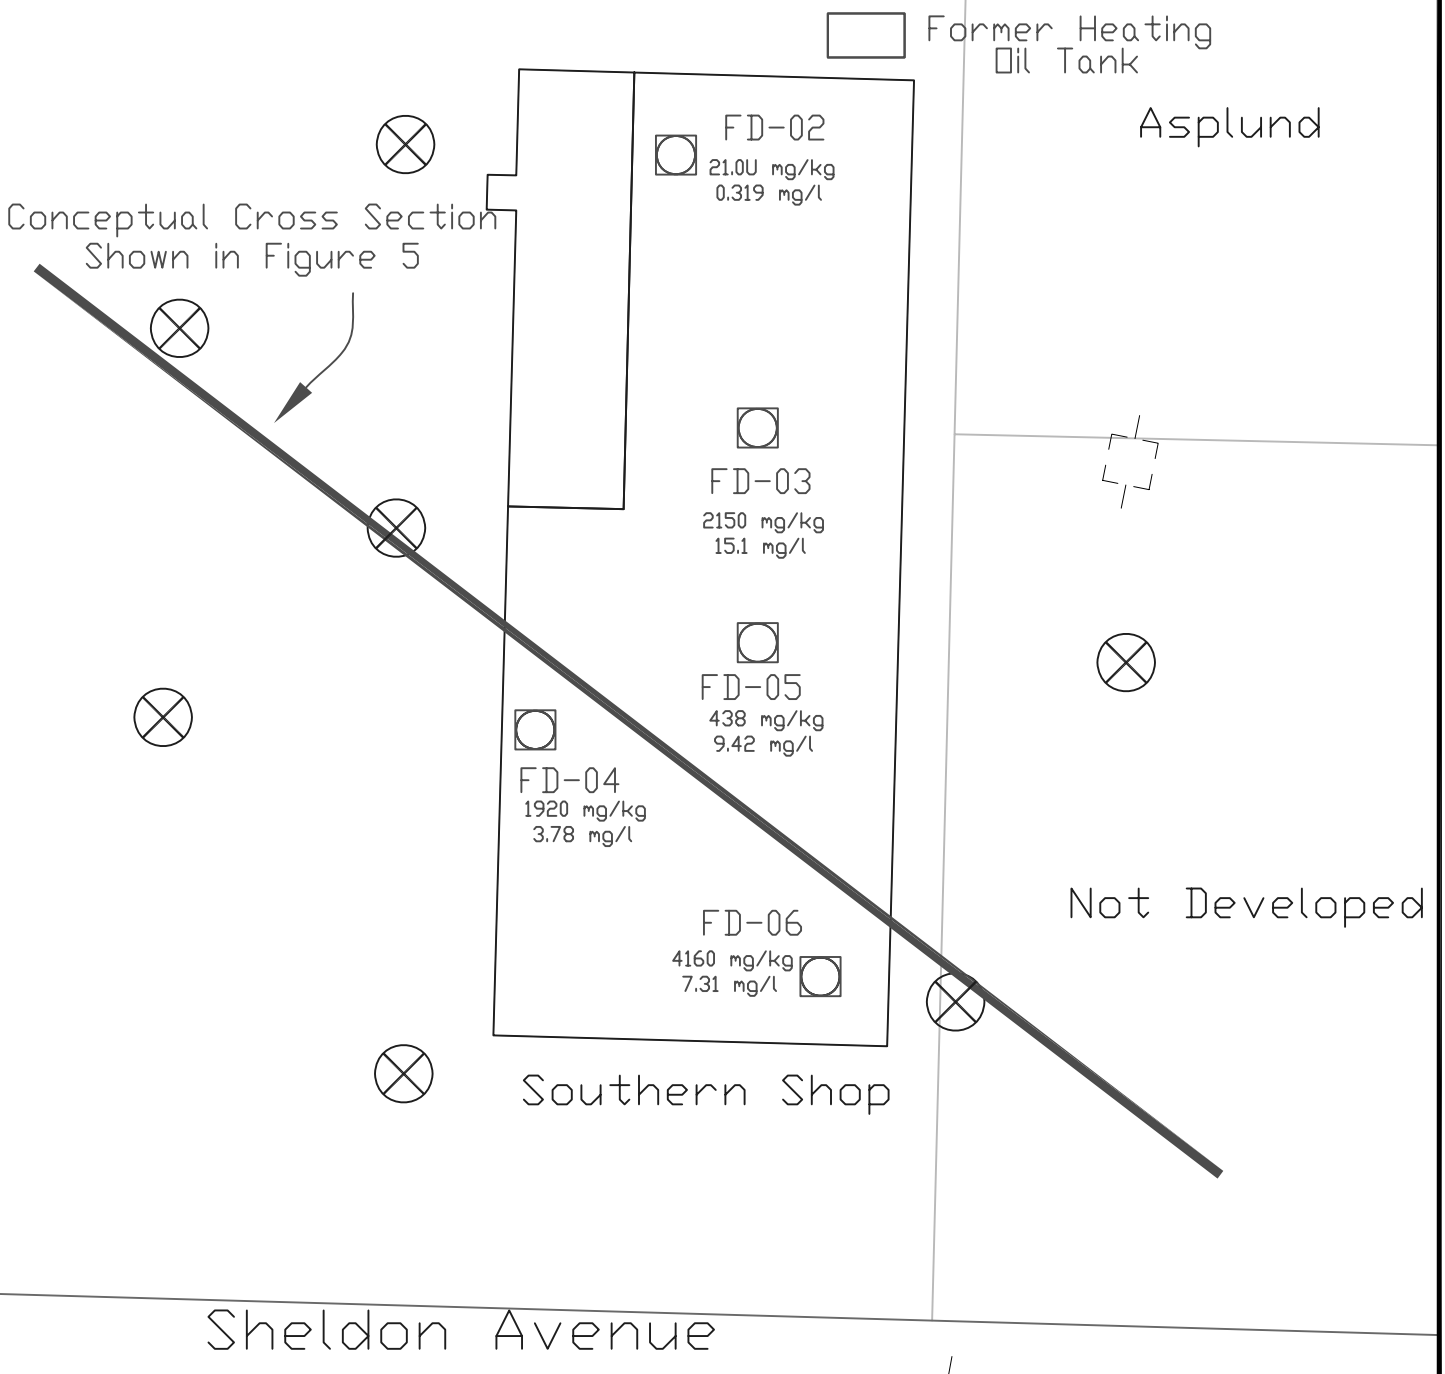 Former Heating
Oil Tank
Asplund
FD-02
21.0U mg/kg
0.319 mg/l
Conceptual Cross Section
Shown in Figure 5
FD-03
2150 mg/kg
15.1 mg/l
FD-05
438 mg/kg
9.42 mg/l
FD-04
1920 mg/kg
3.78 mg/l
Not Developed
FD-06
4160 mg/kg
7.31 mg/l
Southern Shop
Sheldon Avenue